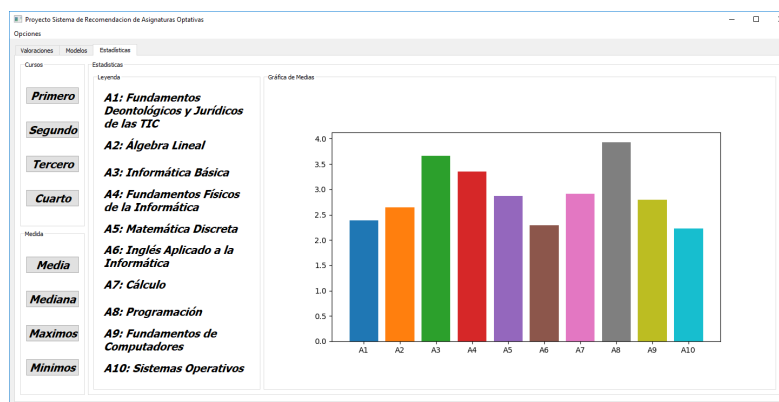 Proyecto Sistema de Recomendacion de Asignaturas Optativas
Opciones
Valoraciones Modelos Estadísticas
Cursos
Primero
Segundo
Tercero
Cuarto
Medida
Media
Mediana
Maximos
Minimos
Estadisticas
Leyenda
A1: Fundamentos
Deontológicos y Jurídicos
de las TIC
A2: Álgebra Lineal
A3: Informática Básica
A4: Fundamentos Físicos
de la Informática
A5: Matemática Discreta
A6: Inglés Aplicado a la
Informática
A7: Cálculo
A8: Programación
A9: Fundamentos de
Computadores
A10: Sistemas Operativos
Gráfica de Medias
4.0
3.5
3.0
2.5
2.0
1.5
1.0
0.5
0.0
A1 A2 A3 A4 A5 A6 A7 A8 A9 A10